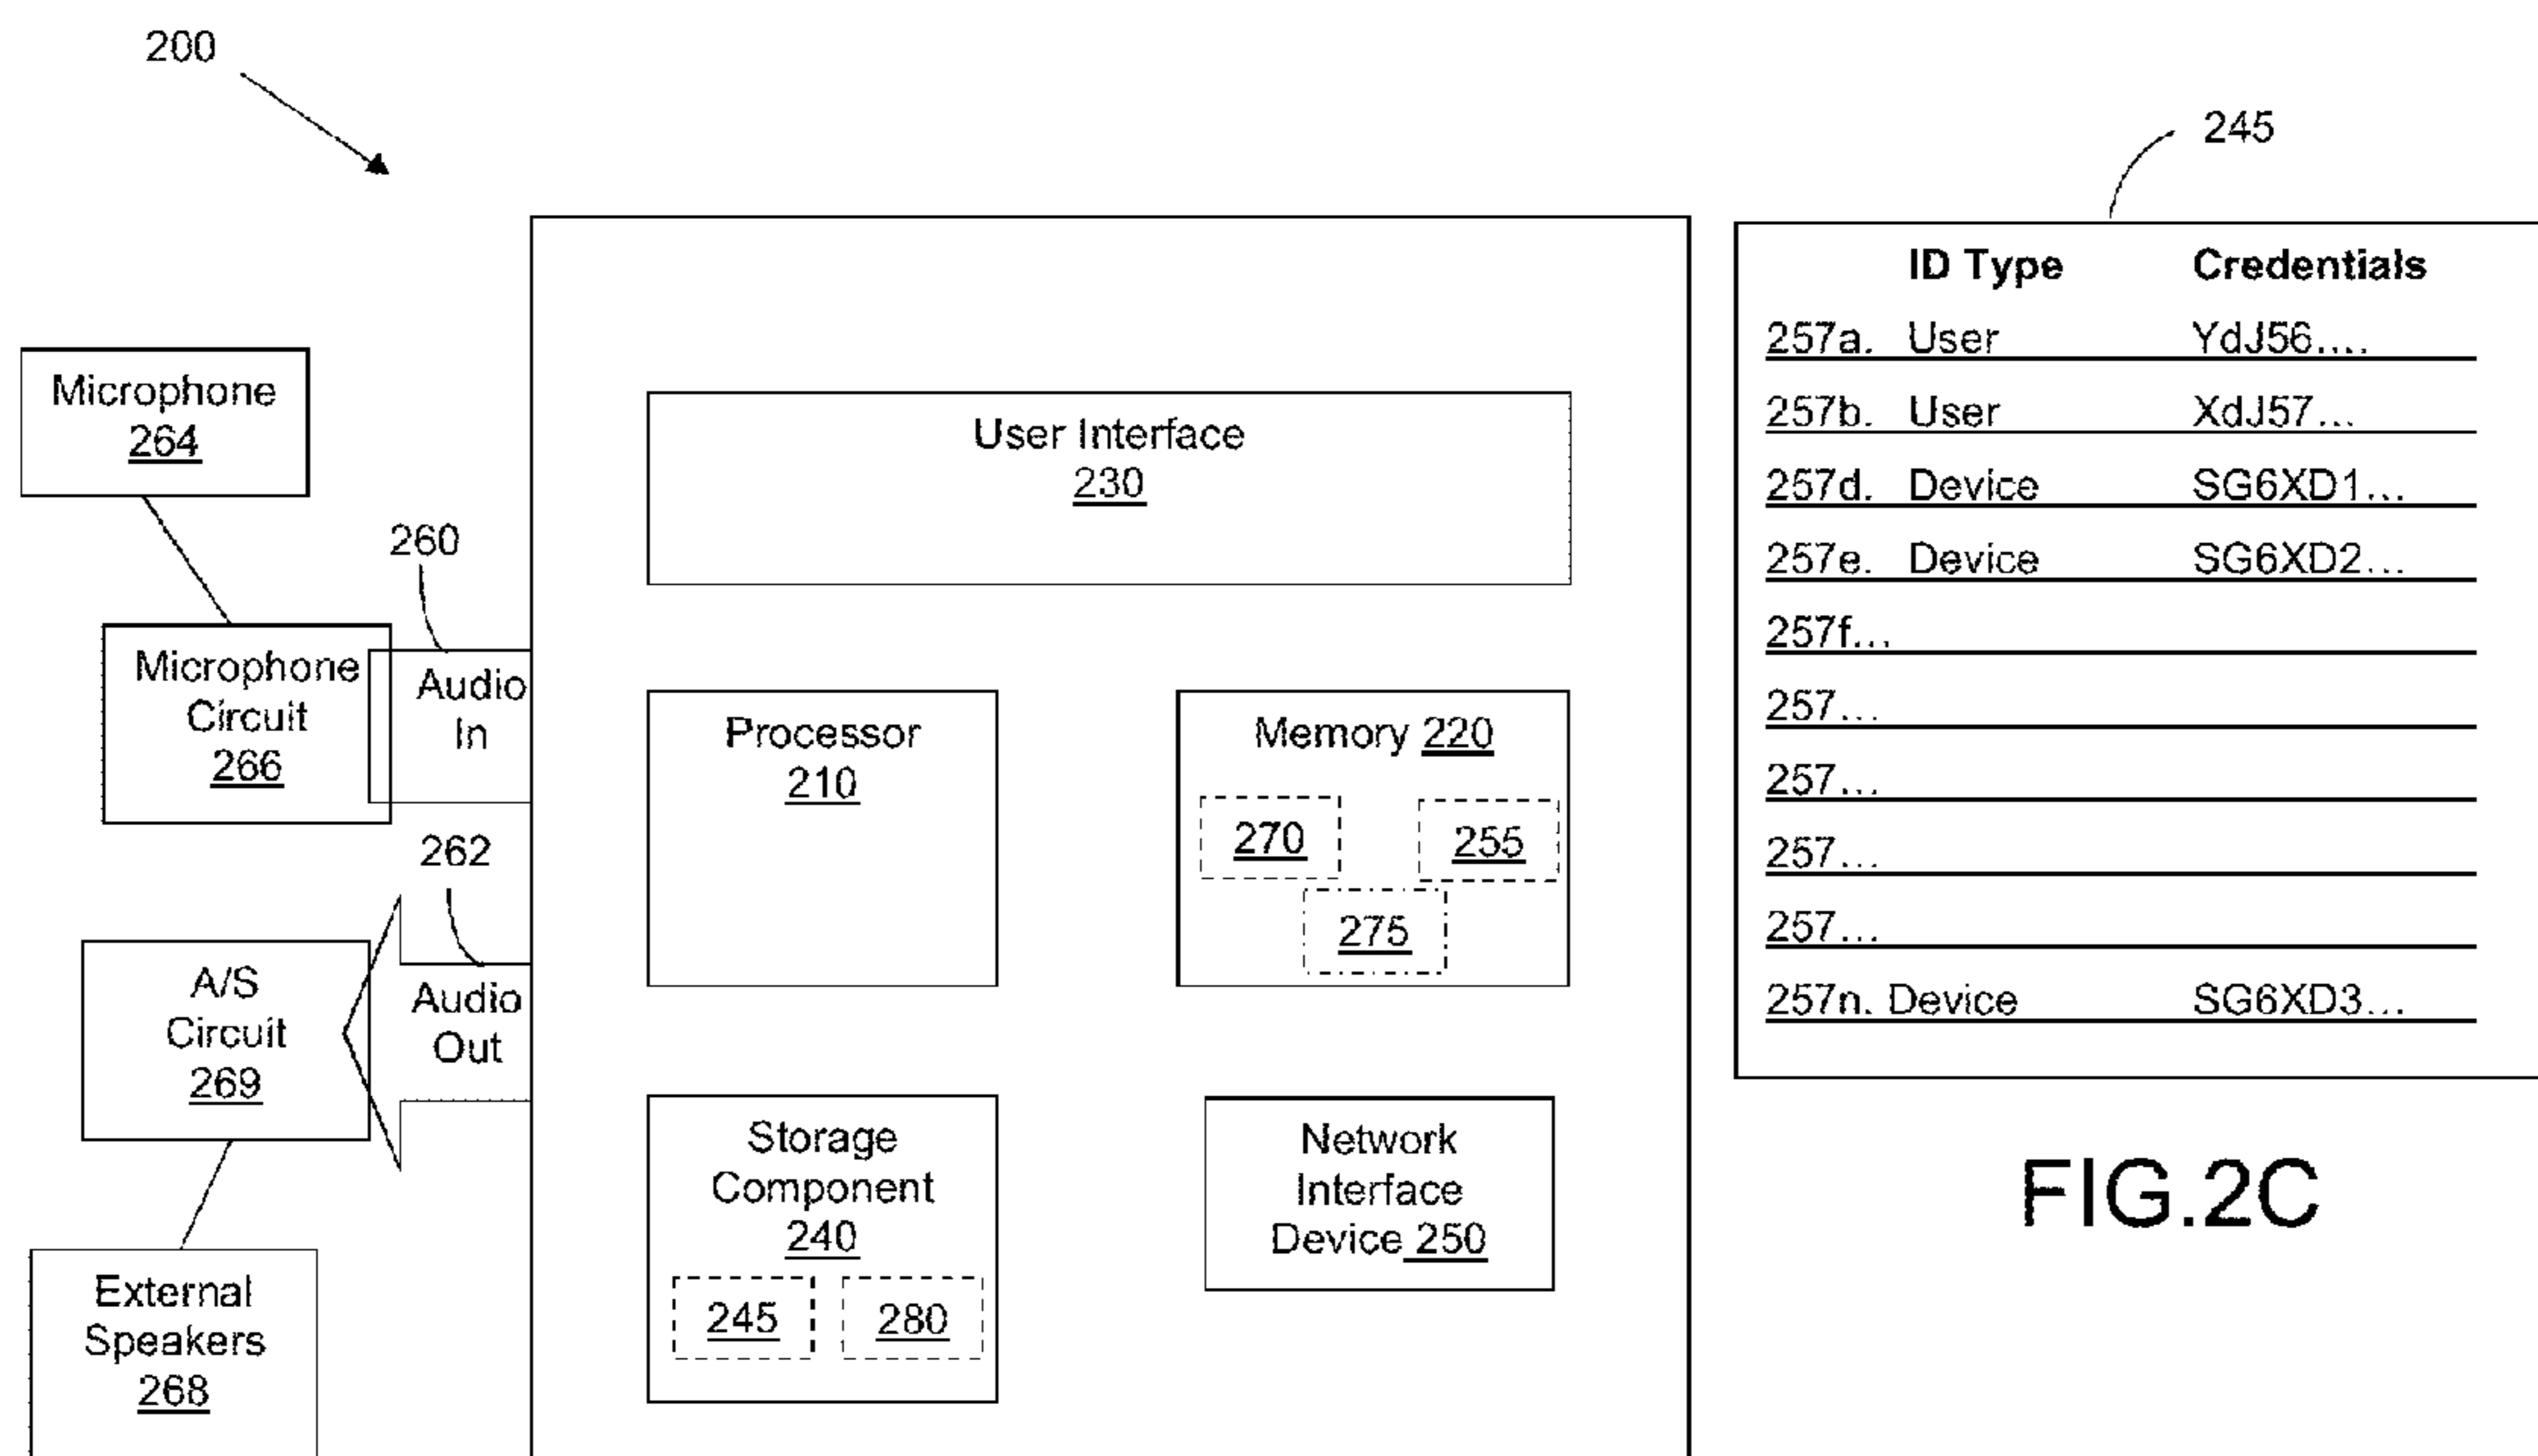 200
Microphone
264
260
Microphone
Circuit
266
Audio
In
262
A/S
Circuit
269
Audio
Out
External
Speakers
268
User Interface
230
Processor
210
Memory 220
270
255
275
Storage
Component
240
245
280
Network
Interface
Device 250
245
ID Type Credentials
257a. User YdJ56....
257b. User XdJ57...
257d. Device SG6XD1...
257e. Device SG6XD2...
257f...
257...
257...
257...
257...
257n. Device SG6XD3...
FIG.2C